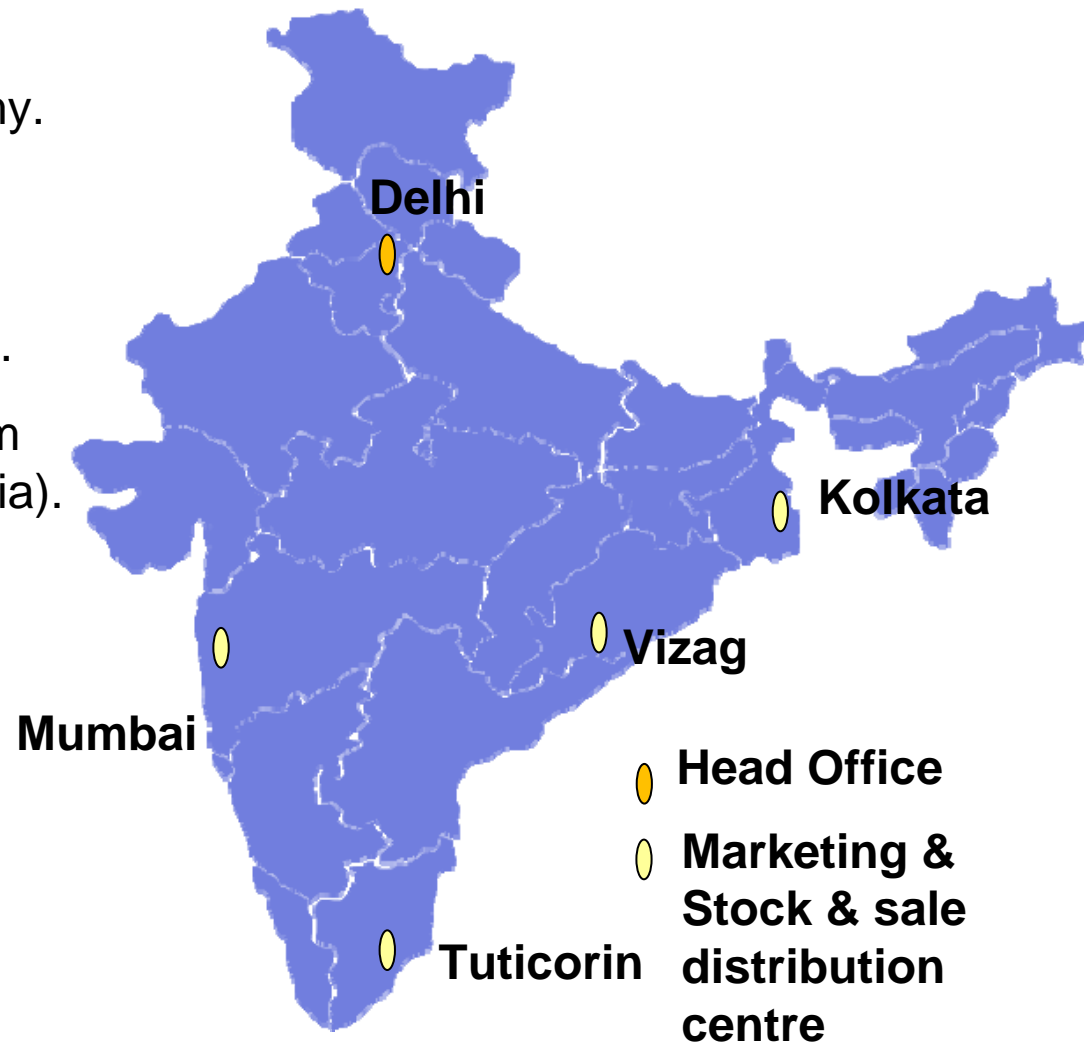 ny.
Delhi
.
m
ia).
Kolkata
Vizag
Mumbai
Head Office
Marketing &
Stock & sale
distribution
centre
Tuticorin